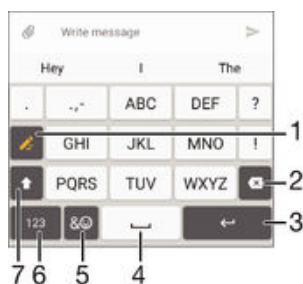 Write message
Hey I The
. .,- ABC DEF ?
GHI JKL MNO ! 1
PQRS TUV WXYZ 2
123 &☺ 3
7 6 5 4